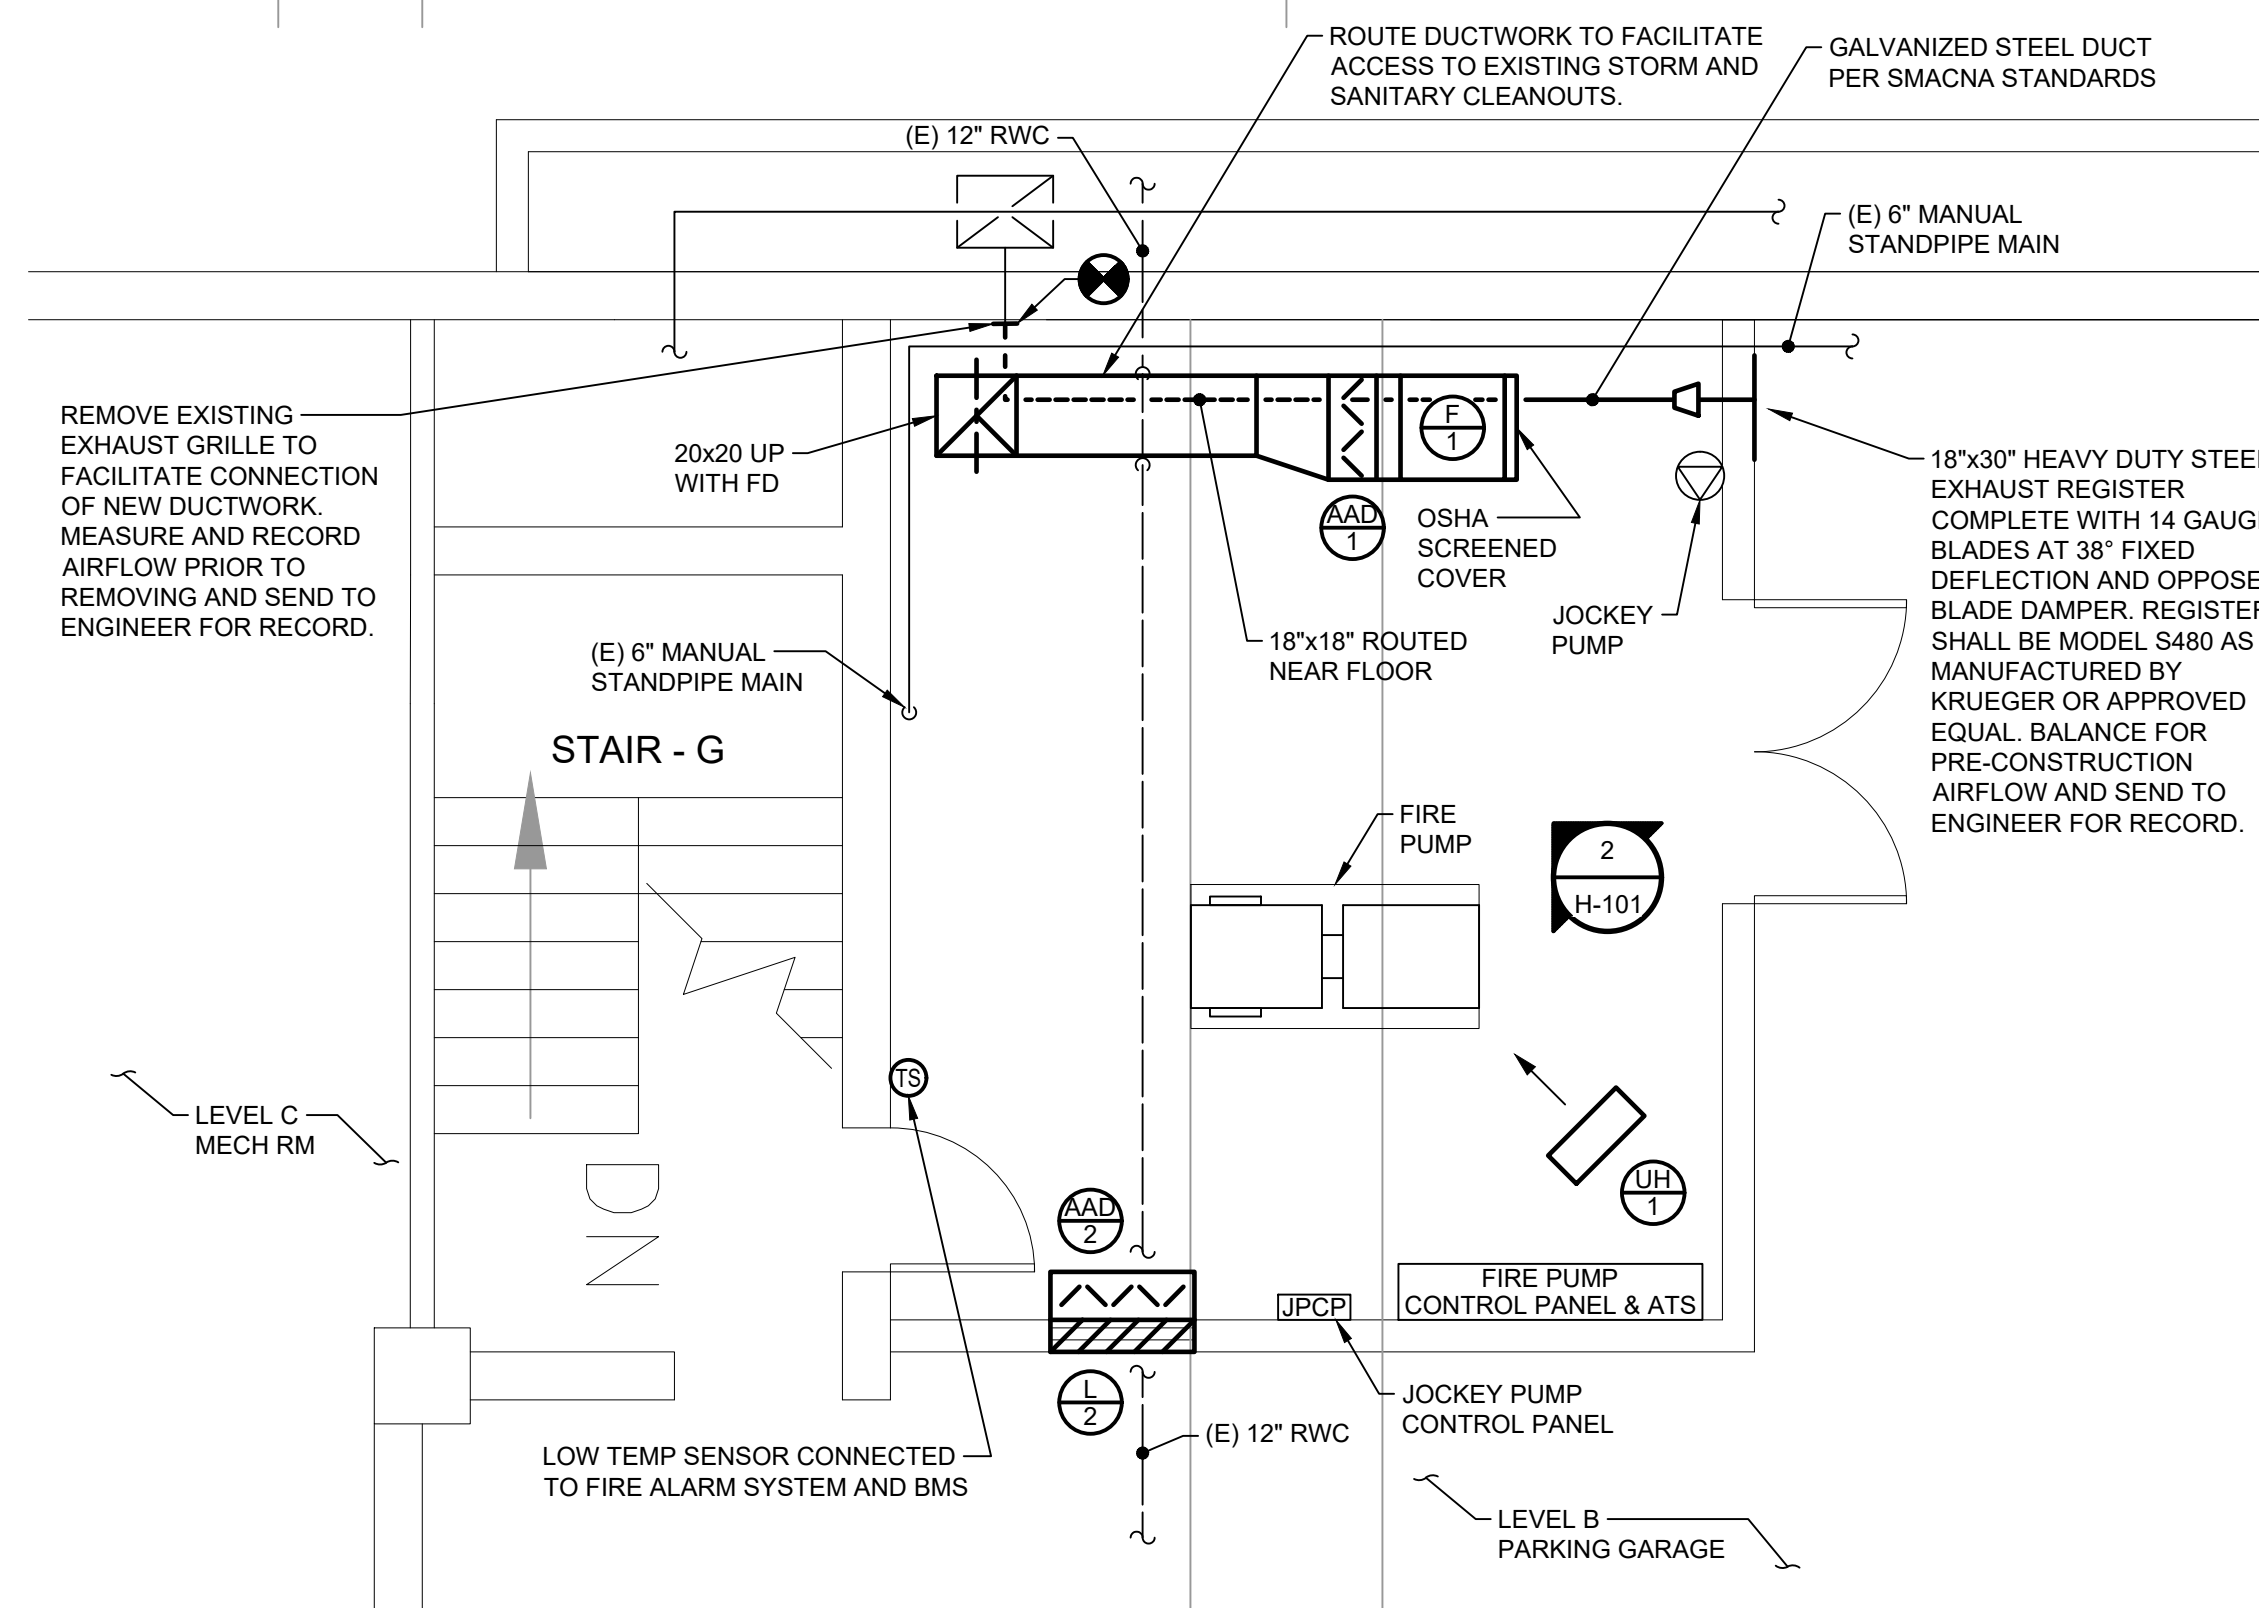 ROUTE DUCTWORK TO FACILITATE
ACCESS TO EXISTING STORM AND
SANITARY CLEANOUTS.
GALVANIZED STEEL DUCT
PER SMACNA STANDARDS
(E) 12" RWC
(E) 6" MANUAL
STANDPIPE MAIN
REMOVE EXISTING
EXHAUST GRILLE TO
FACILITATE CONNECTION
OF NEW DUCTWORK.
MEASURE AND RECORD
AIRFLOW PRIOR TO
REMOVING AND SEND TO
ENGINEER FOR RECORD.
20x20 UP
WITH FD
F
1
AAD
1
OSHA
SCREENED
COVER
18"x18" ROUTED
NEAR FLOOR
JOCKEY
PUMP
18"x30" HEAVY DUTY STEE
EXHAUST REGISTER
COMPLETE WITH 14 GAUG
BLADES AT 38° FIXED
DEFLECTION AND OPPOSE
BLADE DAMPER. REGISTER
SHALL BE MODEL S480 AS
MANUFACTURED BY
KRUEGER OR APPROVED
EQUAL. BALANCE FOR
PRE-CONSTRUCTION
AIRFLOW AND SEND TO
ENGINEER FOR RECORD.
(E) 6" MANUAL
STANDPIPE MAIN
STAIR - G
FIRE
PUMP
2
H-101
TS
LEVEL C
MECH RM
DN
UH
1
AAD
2
FIRE PUMP
CONTROL PANEL & ATS
JPCP
L
2
JOCKEY PUMP
CONTROL PANEL
(E) 12" RWC
LOW TEMP SENSOR CONNECTED
TO FIRE ALARM SYSTEM AND BMS
LEVEL B
PARKING GARAGE